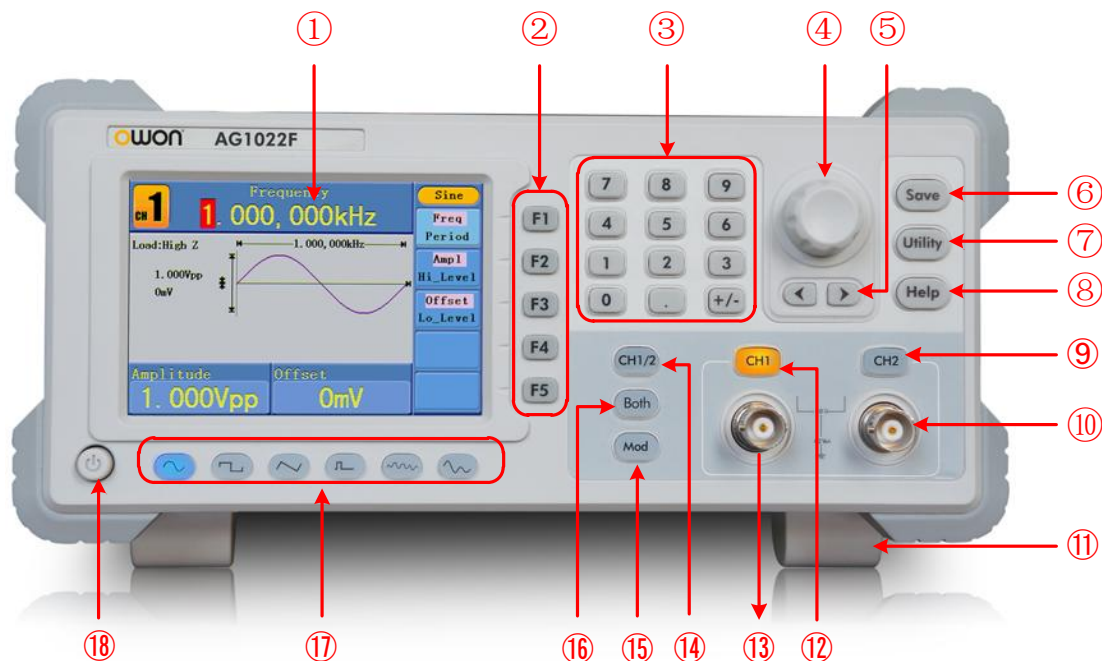 ① ② ③ ④ ⑤
owon AG1022F
CH 1 Frequency
1. 000, 000kHz
Sine
Load:High Z
1. 000, 000kHz
1. 000Vpp
0mV
Freq
Period
Ampl
Hi_Level
Offset
Lo_Level
Amplitude
1. 000Vpp
Offset
0mV
F1
F2
F3
F4
F5
7 8 9
4 5 6
1 2 3
0 . +/-
Save ⑥
Utility ⑦
Help ⑧
CH1/2 CH1 CH2 ⑨
Both ⑩
Mod
⑪
⑱ ⑰ ⑯ ⑮ ⑭ ⑬ ⑫